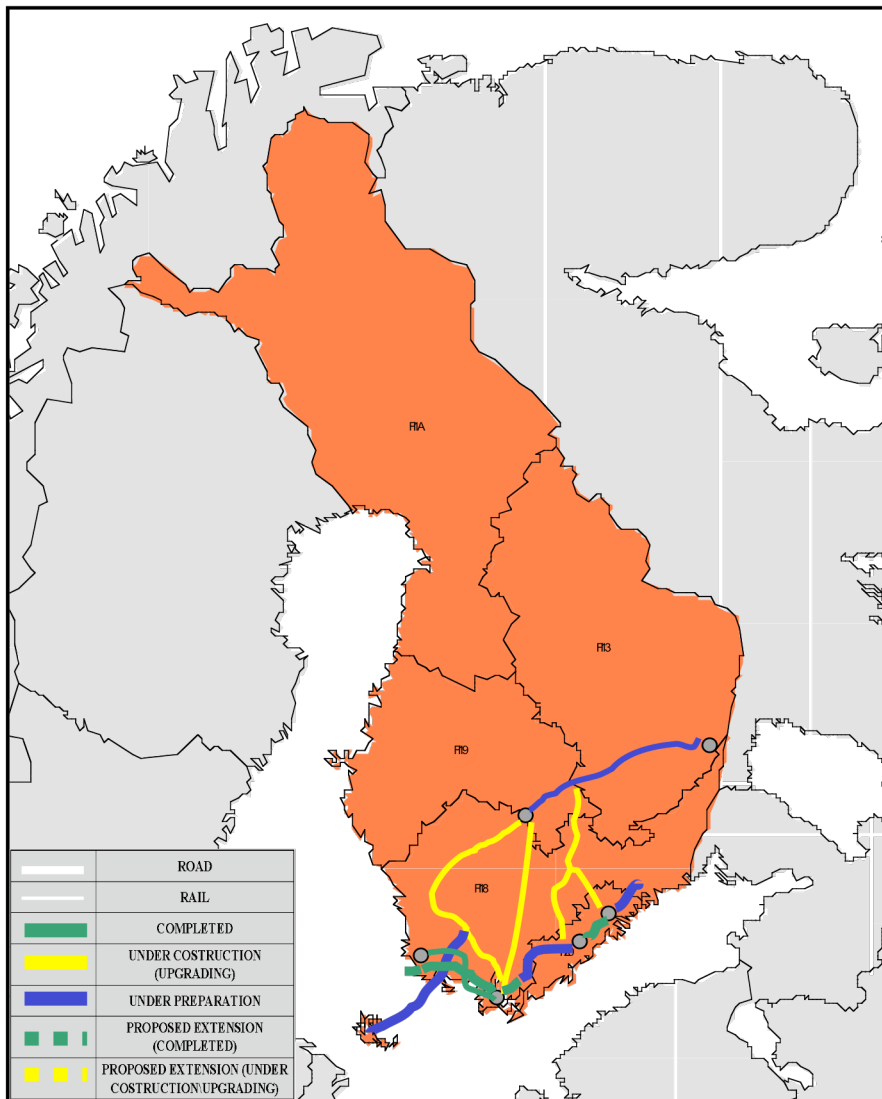 FI1A
FI13
FI19
FI18
ROAD
RAIL
COMPLETED
UNDER COSTRUCTION
(UPGRADING)
UNDER PREPARATION
PROPOSED EXTENSION
(COMPLETED)
PROPOSED EXTENSION (UNDER
COSTRUCTION\UPGRADING)